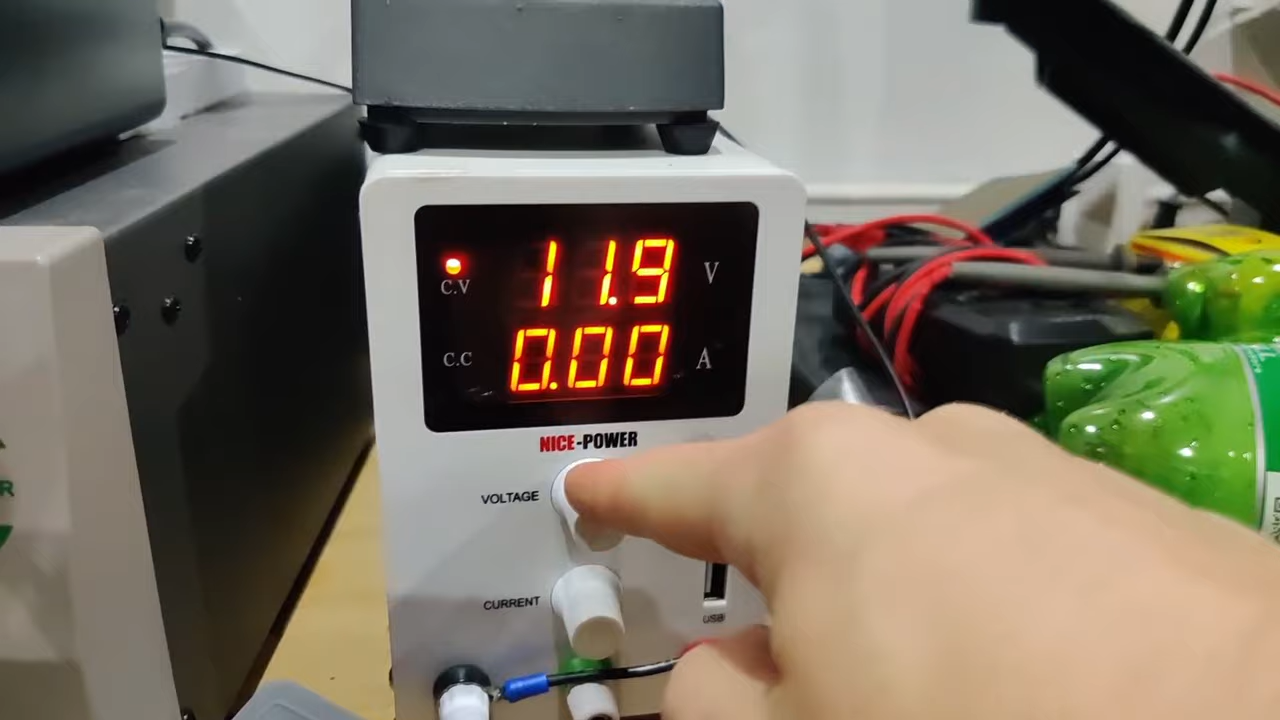 11.9 V
C.V
0.00 A
C.C
NICE-POWER
VOLTAGE
CURRENT
USB
R